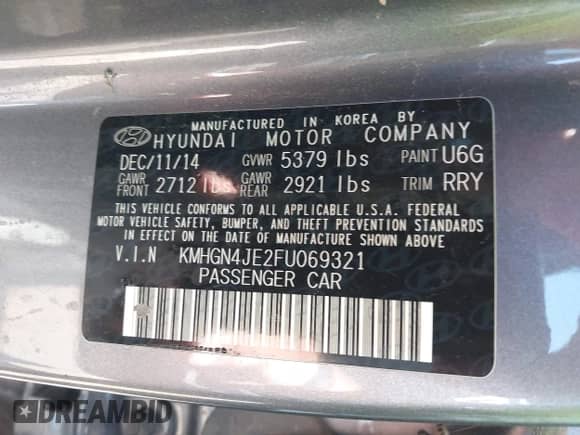 MANUFACTURED IN KOREA BY
HYUNDAI MOTOR COMPANY
DEC/11/14 GVWR 5379 lbs PAINT U6G
GAWR FRONT 2712 lbs GAWR REAR 2921 lbs TRIM RRY
THIS VEHICLE CONFORMS TO ALL APPLICABLE U.S.A. FEDERAL
MOTOR VEHICLE SAFETY, BUMPER, AND THEFT PREVENTION STANDARDS
IN EFFECT ON THE DATE OF MANUFACTURE SHOWN ABOVE
V.I.N KMHGN4JE2FU069321
PASSENGER CAR
DREAMBID